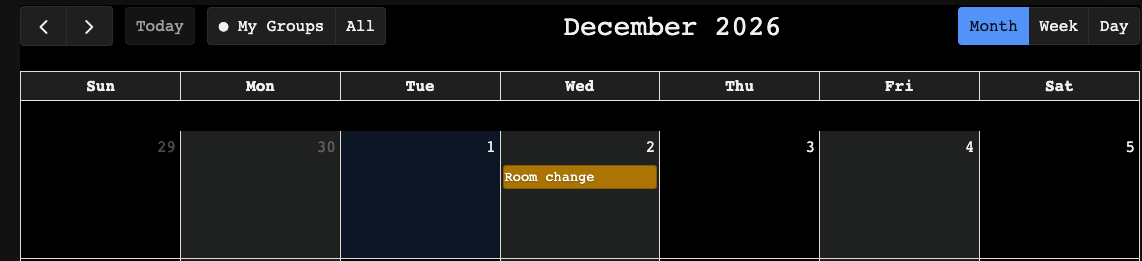 Today ● My Groups All December 2026 Month Week Day
Sun Mon Tue Wed Thu Fri Sat
29 30 1 2 3 4 5
Room change